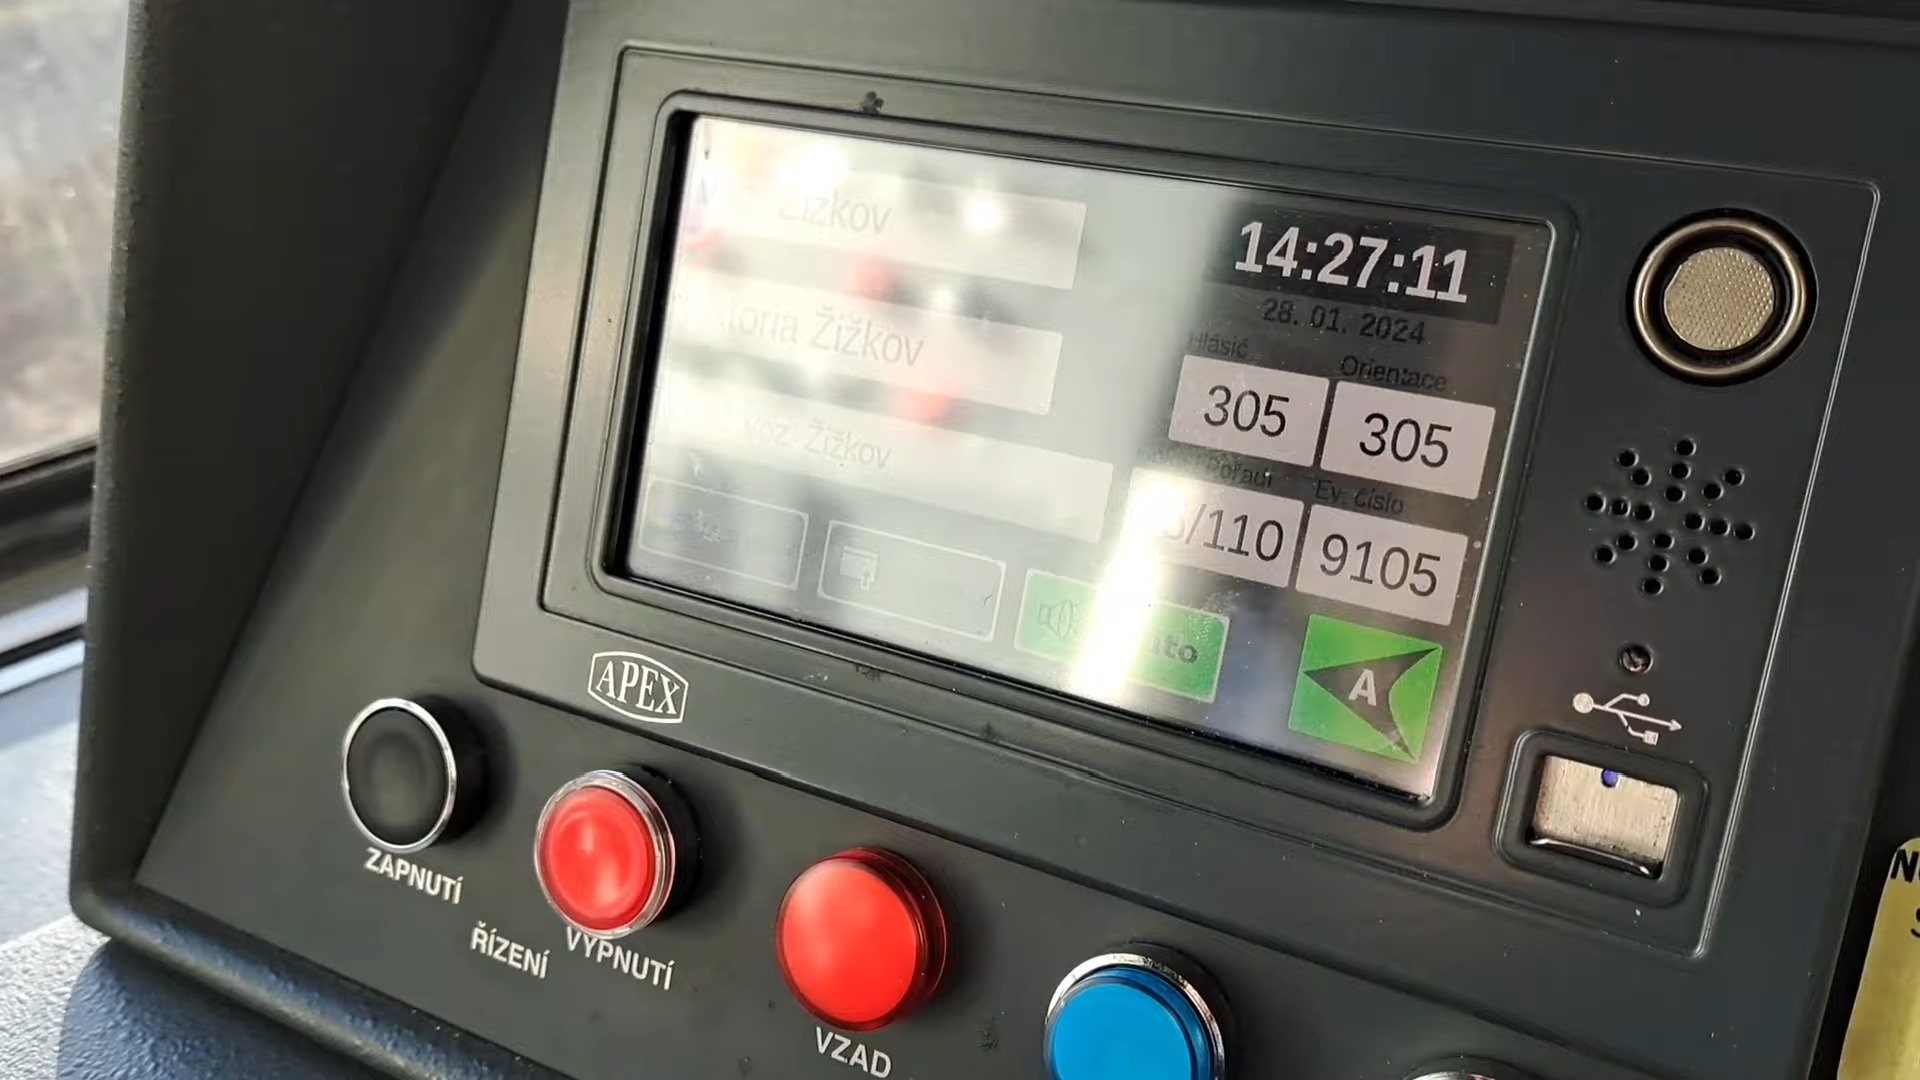 Žižkov
14:27:11
28. 01. 2024
toria Žižkov
Hlásič
Orientace
305
305
voz. Žižkov
Pořadí
Ev. číslo
/110
9105
A
APEX
ZAPNUTÍ
ŘÍZENÍ
VYPNUTÍ
VZAD